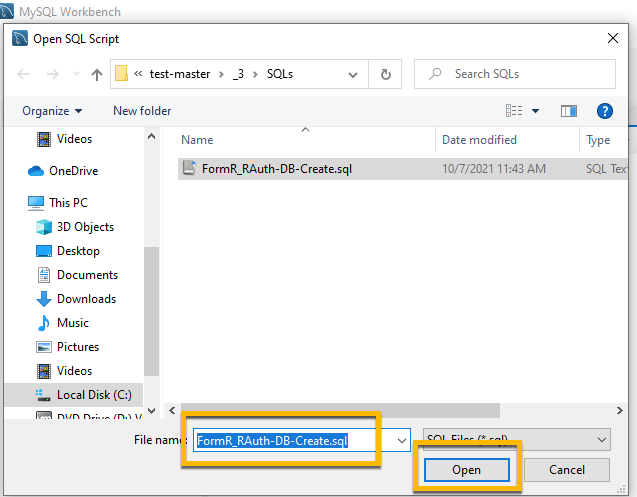 MySQL Workbench
Open SQL Script
« test-master > _3 > SQLs
Search SQLs
Organize
New folder
?
Name
Date modified
Type
Videos
OneDrive
This PC
3D Objects
Desktop
Documents
Downloads
Music
Pictures
Videos
Local Disk (C:)
DVD Drive (D:) V
FormR_RAuth-DB-Create.sql
10/7/2021 11:43 AM
SQL Text
File name:
FormR_RAuth-DB-Create.sql
SQL Files (*.sql)
Open
Cancel